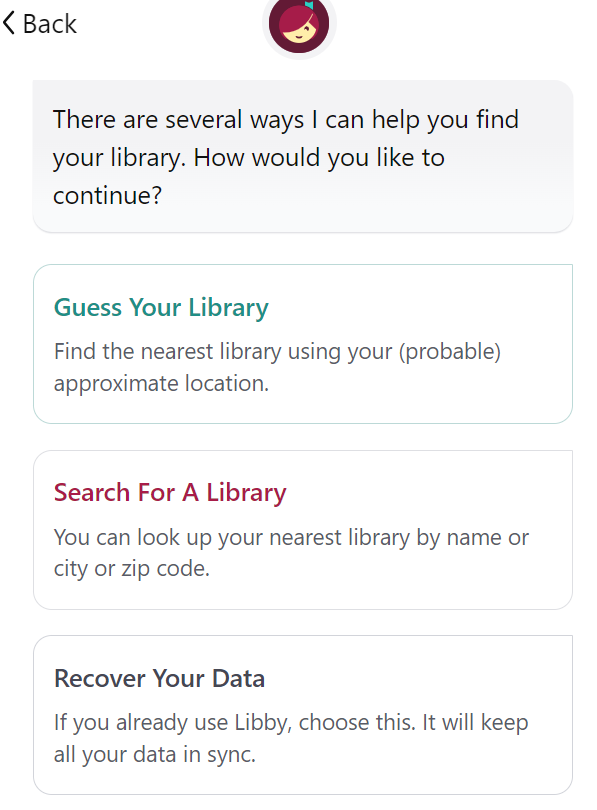 Back
There are several ways I can help you find
your library. How would you like to
continue?
Guess Your Library
Find the nearest library using your (probable)
approximate location.
Search For A Library
You can look up your nearest library by name or
city or zip code.
Recover Your Data
If you already use Libby, choose this. It will keep
all your data in sync.